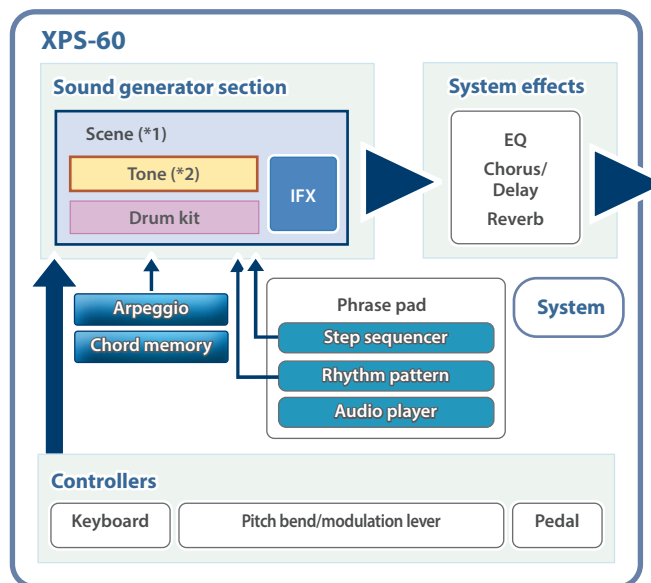 XPS-60
Sound generator section
Scene (*1)
Tone (*2)
Drum kit
IFX
System effects
EQ
Chorus/
Delay
Reverb
Arpeggio
Chord memory
Phrase pad
Step sequencer
Rhythm pattern
Audio player
System
Controllers
Keyboard
Pitch bend/modulation lever
Pedal